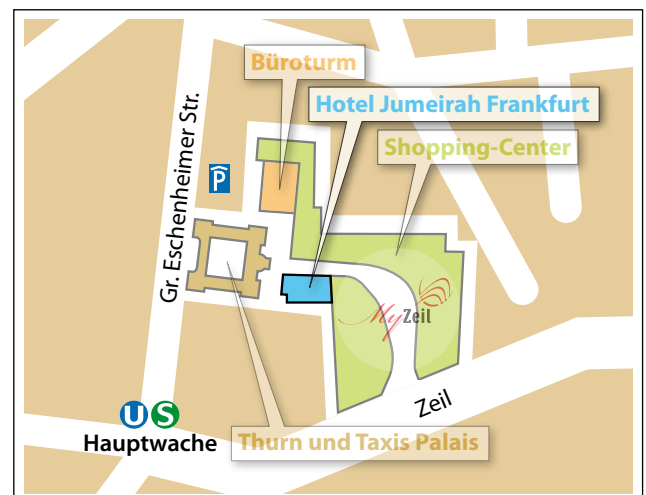 Büroturm
Hotel Jumeirah Frankfurt
Shopping-Center
Gr. Eschenheimer Str.
P
MyZeil
Zeil
U S
Hauptwache
Thurn und Taxis Palais